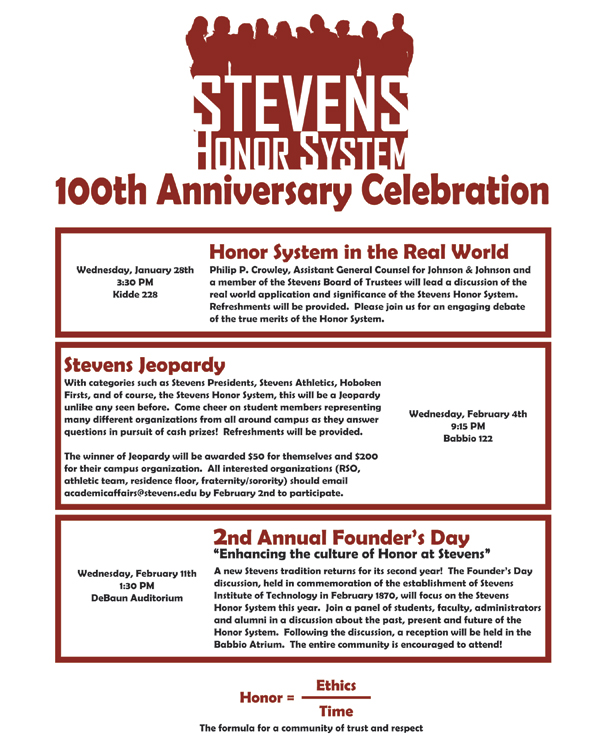 STEVENS
HONOR SYSTEM
100th Anniversary Celebration
Honor System in the Real World
Wednesday, January 28th
3:30 PM
Kidde 228
Philip P. Crowley, Assistant General Counsel for Johnson & Johnson and
a member of the Stevens Board of Trustees will lead a discussion of the
real world application and significance of the Stevens Honor System.
Refreshments will be provided.  Please join us for an engaging debate
of the true merits of the Honor System.
Stevens Jeopardy
With categories such as Stevens Presidents, Stevens Athletics, Hoboken
Firsts, and of course, the Stevens Honor System, this will be a Jeopardy
unlike any seen before.  Come cheer on student members representing
many different organizations from all around campus as they answer
questions in pursuit of cash prizes!  Refreshments will be provided.
The winner of Jeopardy will be awarded $50 for themselves and $200
for their campus organization.  All interested organizations (RSO,
athletic team, residence floor, fraternity/sorority) should email
academicaffairs@stevens.edu by February 2nd to participate.
Wednesday, February 4th
9:15 PM
Babbio 122
2nd Annual Founder's Day
"Enhancing the culture of Honor at Stevens"
Wednesday, February 11th
1:30 PM
DeBaun Auditorium
A new Stevens tradition returns for its second year!  The Founder's Day
discussion, held in commemoration of the establishment of Stevens
Institute of Technology in February 1870, will focus on the Stevens
Honor System this year.  Join a panel of students, faculty, administrators
and alumni in a discussion about the past, present and future of the
Honor System.  Following the discussion, a reception will be held in the
Babbio Atrium.  The entire community is encouraged to attend!
Ethics
Honor =
Time
The formula for a community of trust and respect